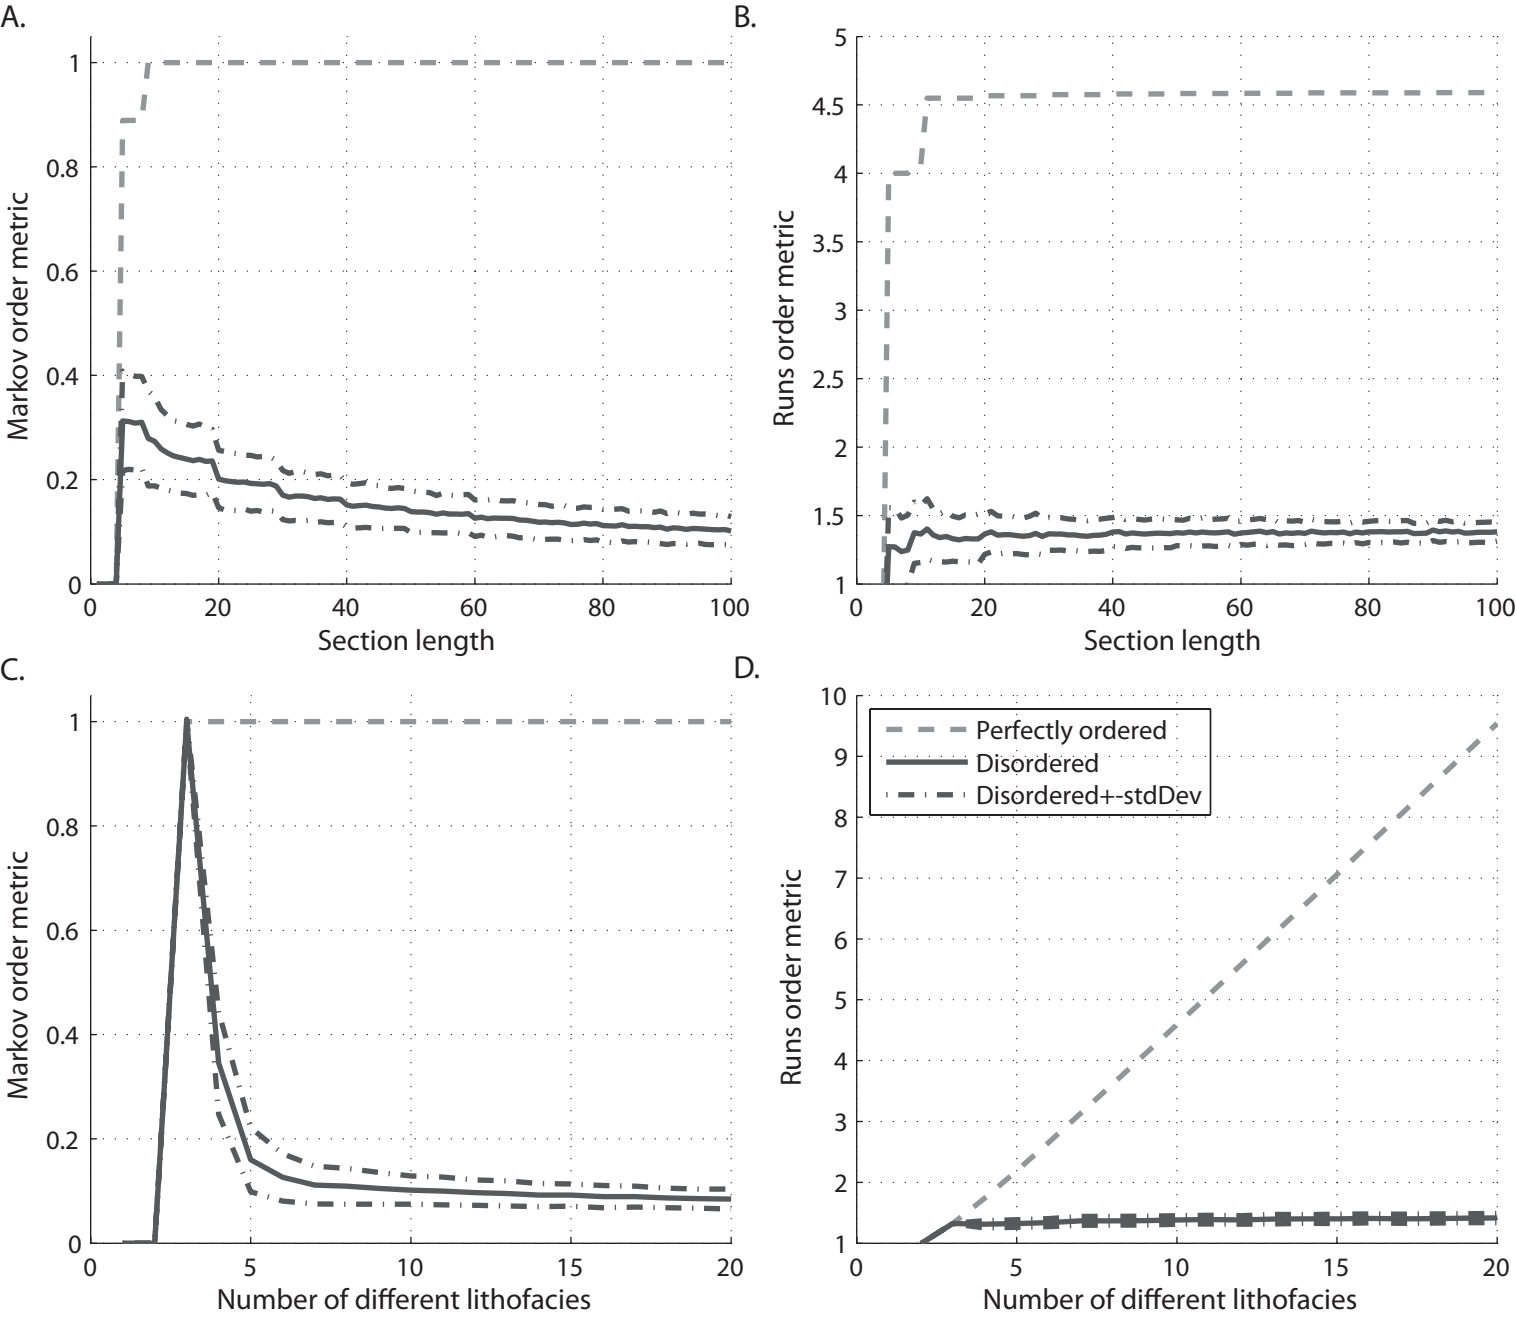 A.
Markov order metric
1
0.8
0.6
0.4
0.2
0
0 20 40 60 80 100
Section length
B.
Runs order metric
5
4.5
4
3.5
3
2.5
2
1.5
1
0 20 40 60 80 100
Section length
C.
Markov order metric
1
0.8
0.6
0.4
0.2
0
0 5 10 15 20
Number of different lithofacies
D.
Runs order metric
10
9
8
7
6
5
4
3
2
1
Perfectly ordered
Disordered
Disordered+-stdDev
0 5 10 15 20
Number of different lithofacies